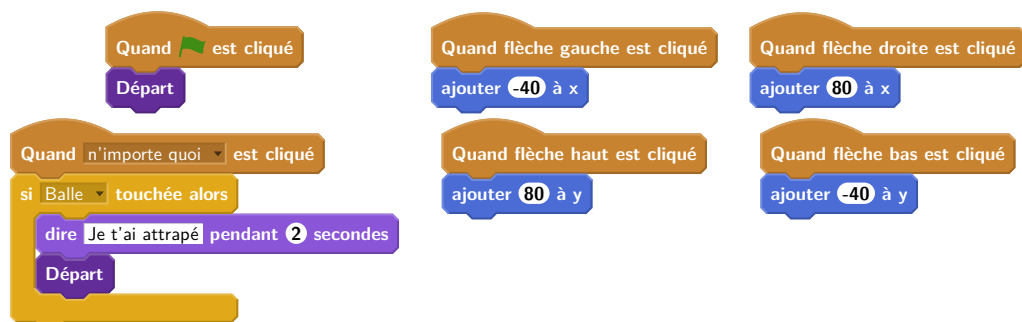 Quand est cliqué
Départ
Quand flèche gauche est cliqué
ajouter -40 à x
Quand flèche droite est cliqué
ajouter 80 à x
Quand n'importe quoi est cliqué
si Balle touchée alors
dire Je t'ai attrapé pendant 2 secondes
Départ
Quand flèche haut est cliqué
ajouter 80 à y
Quand flèche bas est cliqué
ajouter -40 à y